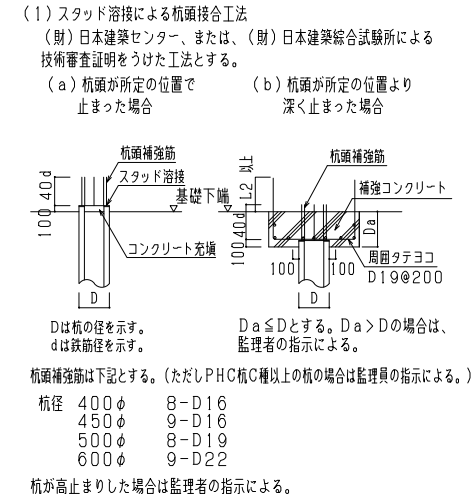 (1)スタッド溶接による杭頭接合工法
(財)日本建築センター、または、(財)日本建築綜合試験所による
技術審査証明をうけた工法とする。
(a)杭頭が所定の位置で
止まった場合
(b)杭頭が所定の位置より
深く止まった場合
杭頭補強筋
スタッド溶接
40d
100
基礎下端
コンクリート充塡
D
Dは杭の径を示す。
dは鉄筋径を示す。
L2 以上
杭頭補強筋
補強コンクリート
40d
100
Da
周囲タテヨコ
D19@200
100
100
D
Da≦Dとする。Da>Dの場合は、
監理者の指示による。
杭頭補強筋は下記とする。(ただしPHC杭C種以上の杭の場合は監理員の指示による。)
杭径 400φ 8-D16
450φ 9-D16
500φ 8-D19
600φ 9-D22
杭が高止まりした場合は監理者の指示による。